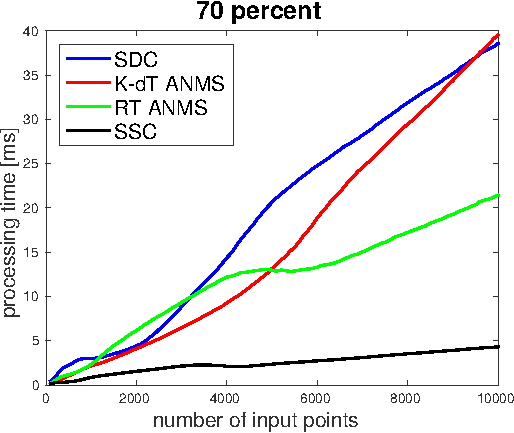 70 percent
SDC
K-dT ANMS
RT ANMS
SSC
processing time [ms]
40
35
30
25
20
15
10
5
0
0 2000 4000 6000 8000 10000
number of input points